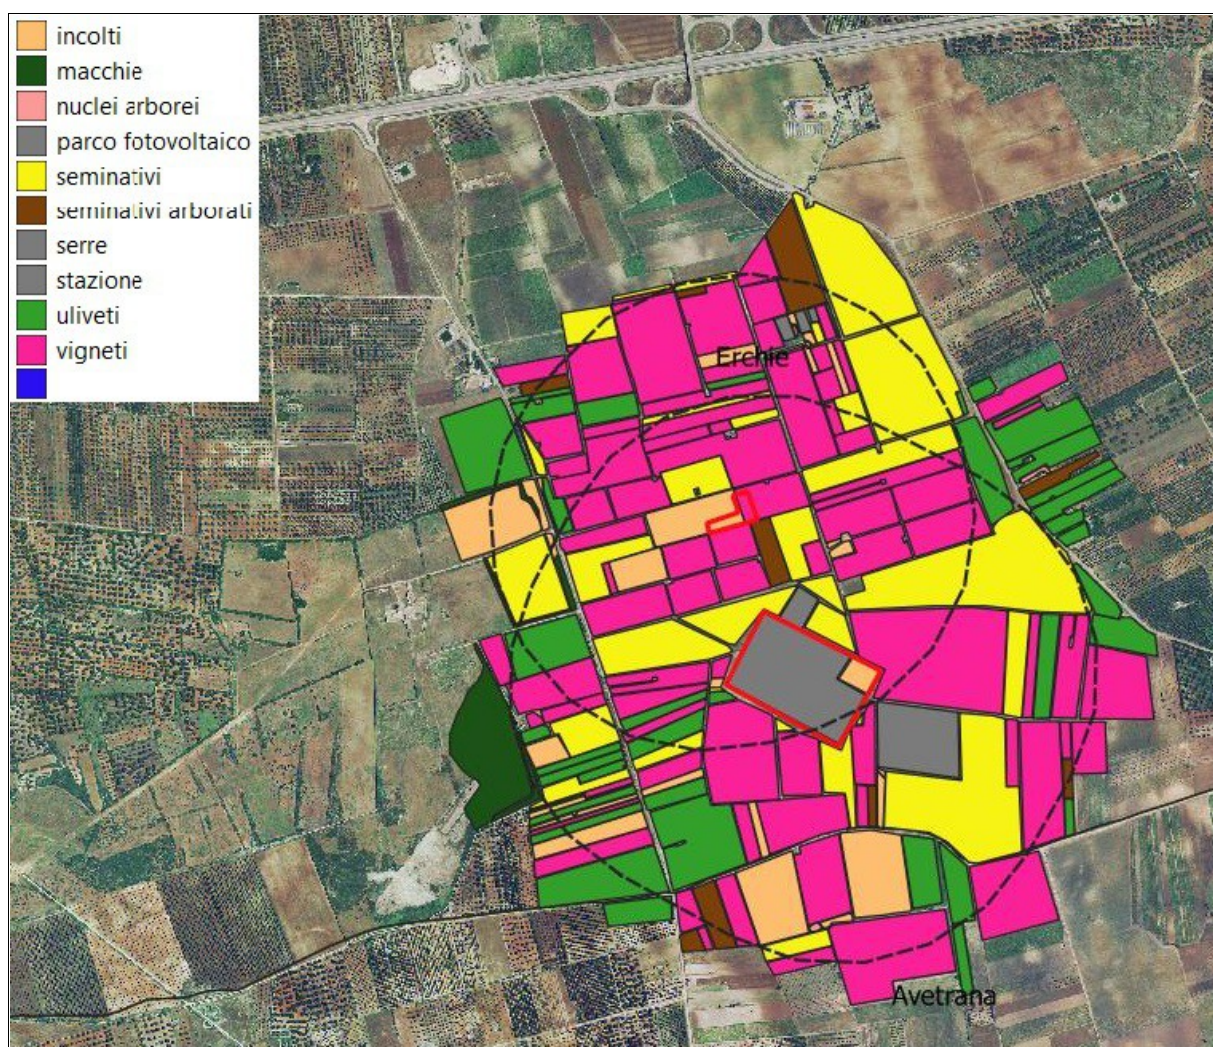 incolti
macchie
nuclei arborei
parco fotovoltaico
seminativi
seminativi arborati
serre
stazione
uliveti
vigneti
Erchie
Avetrana